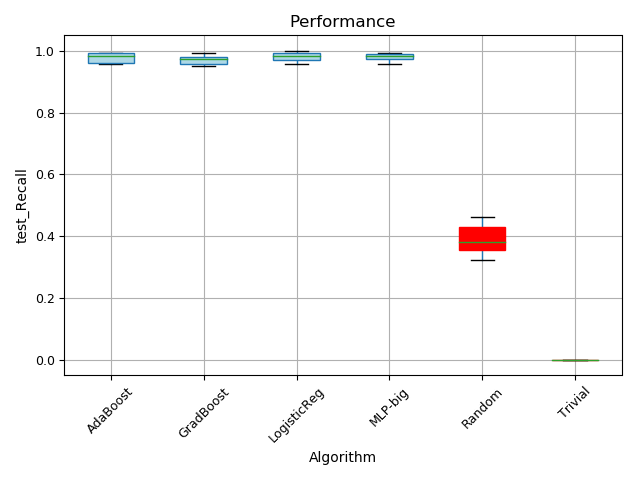 Performance
1.0
0.8
0.6
0.4
0.2
0.0
test_Recall
AdaBoost
GradBoost
LogisticReg
MLP-big
Random
Trivial
Algorithm